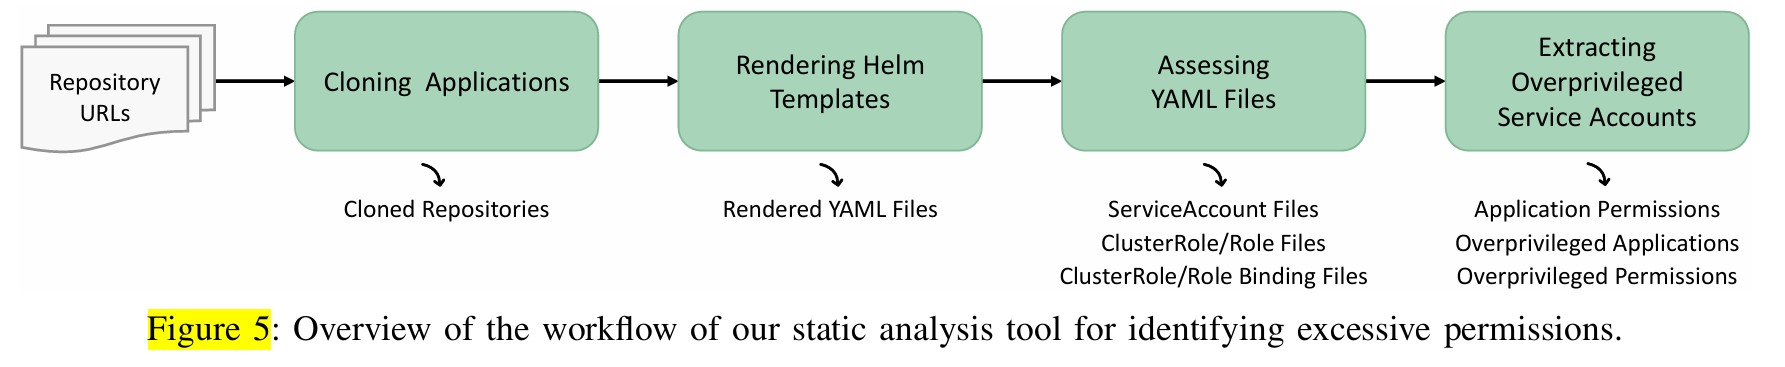 Repository
URLs
Cloning Applications
Rendering Helm
Templates
Assessing
YAML Files
Extracting
Overprivileged
Service Accounts
Cloned Repositories
Rendered YAML Files
ServiceAccount Files
ClusterRole/Role Files
ClusterRole/Role Binding Files
Application Permissions
Overprivileged Applications
Overprivileged Permissions
Figure 5: Overview of the workflow of our static analysis tool for identifying excessive permissions.